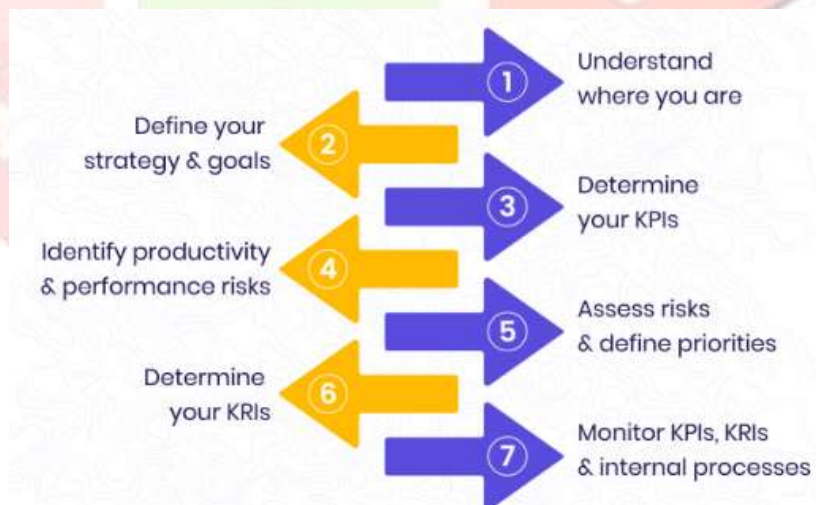 1
Understand
where you are
2
Define your
strategy & goals
3
Determine
your KPIs
4
Identify productivity
& performance risks
5
Assess risks
& define priorities
6
Determine
your KRIs
7
Monitor KPIs, KRIs
& internal processes